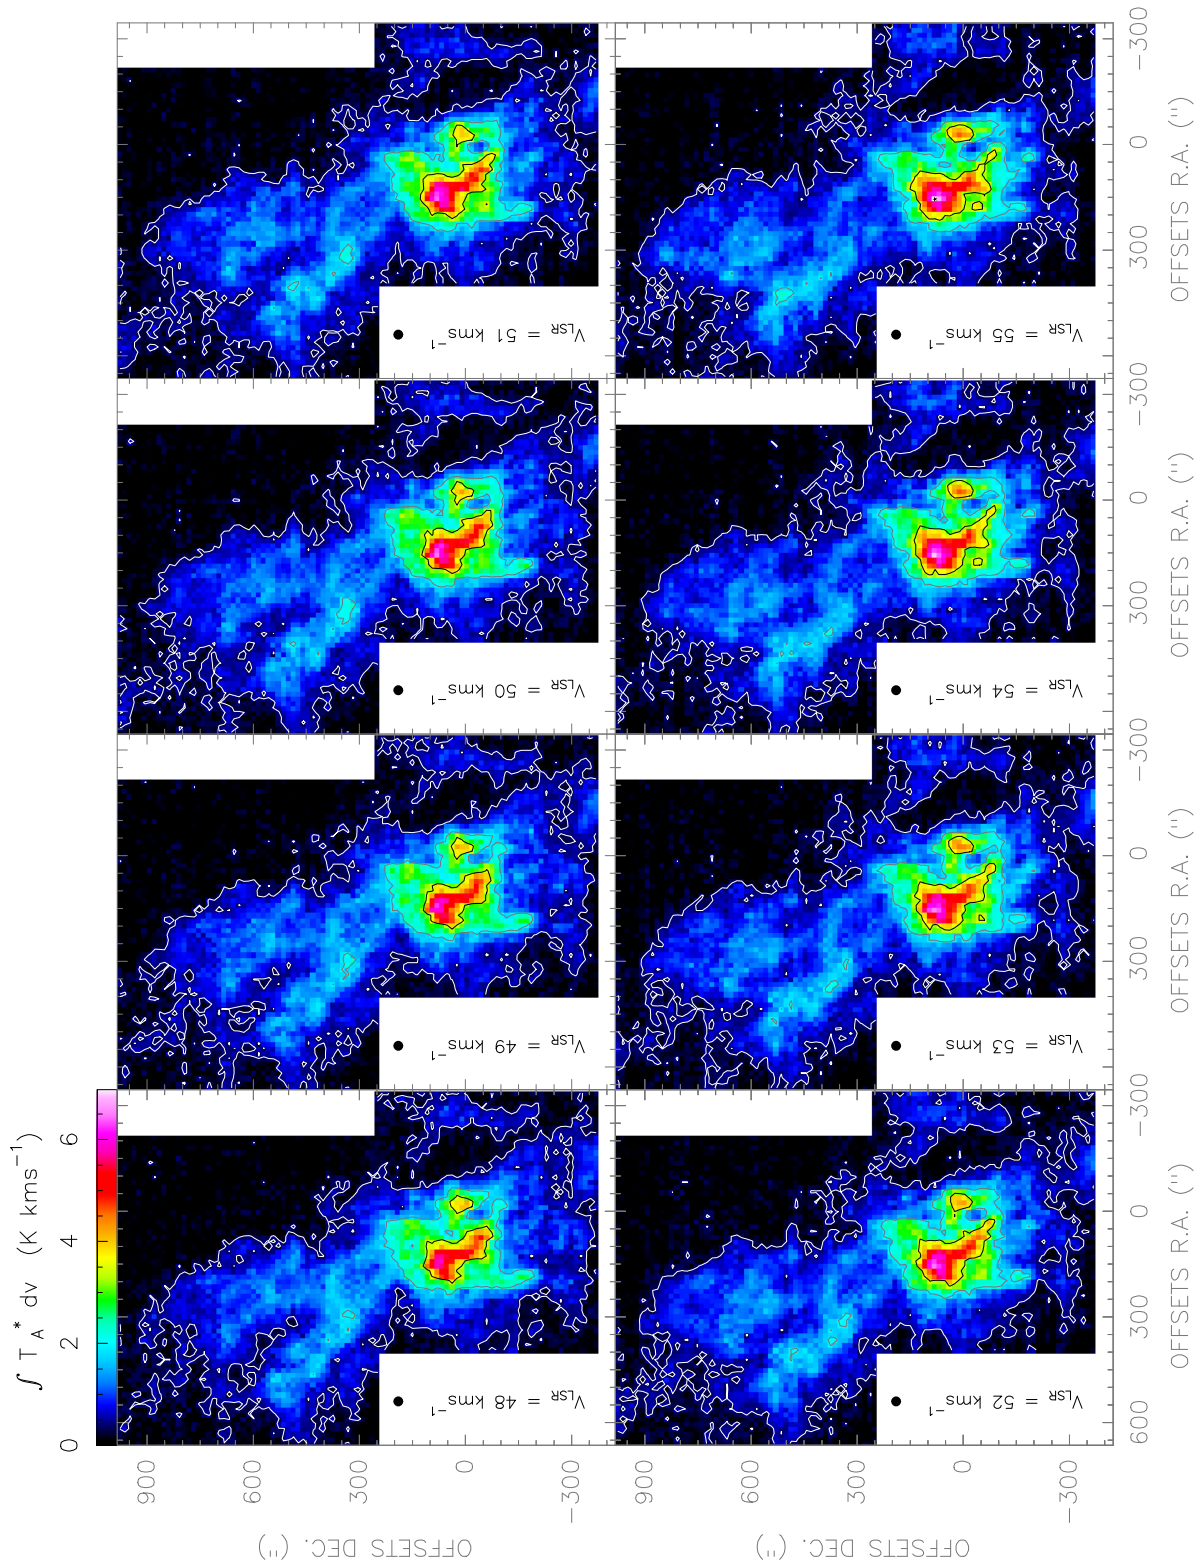 ∫ T_A* dv (K kms⁻¹)
0 2 4 6
V_LSR = 48 kms⁻¹
V_LSR = 49 kms⁻¹
V_LSR = 50 kms⁻¹
V_LSR = 51 kms⁻¹
V_LSR = 52 kms⁻¹
V_LSR = 53 kms⁻¹
V_LSR = 54 kms⁻¹
V_LSR = 55 kms⁻¹
900 600 300 0 −300
OFFSETS DEC. (")
900 600 300 0 −300
OFFSETS DEC. (")
600 300 0 −300
OFFSETS R.A. (")
300 0 −300
OFFSETS R.A. (")
300 0 −300
OFFSETS R.A. (")
300 0 −300
OFFSETS R.A. (")